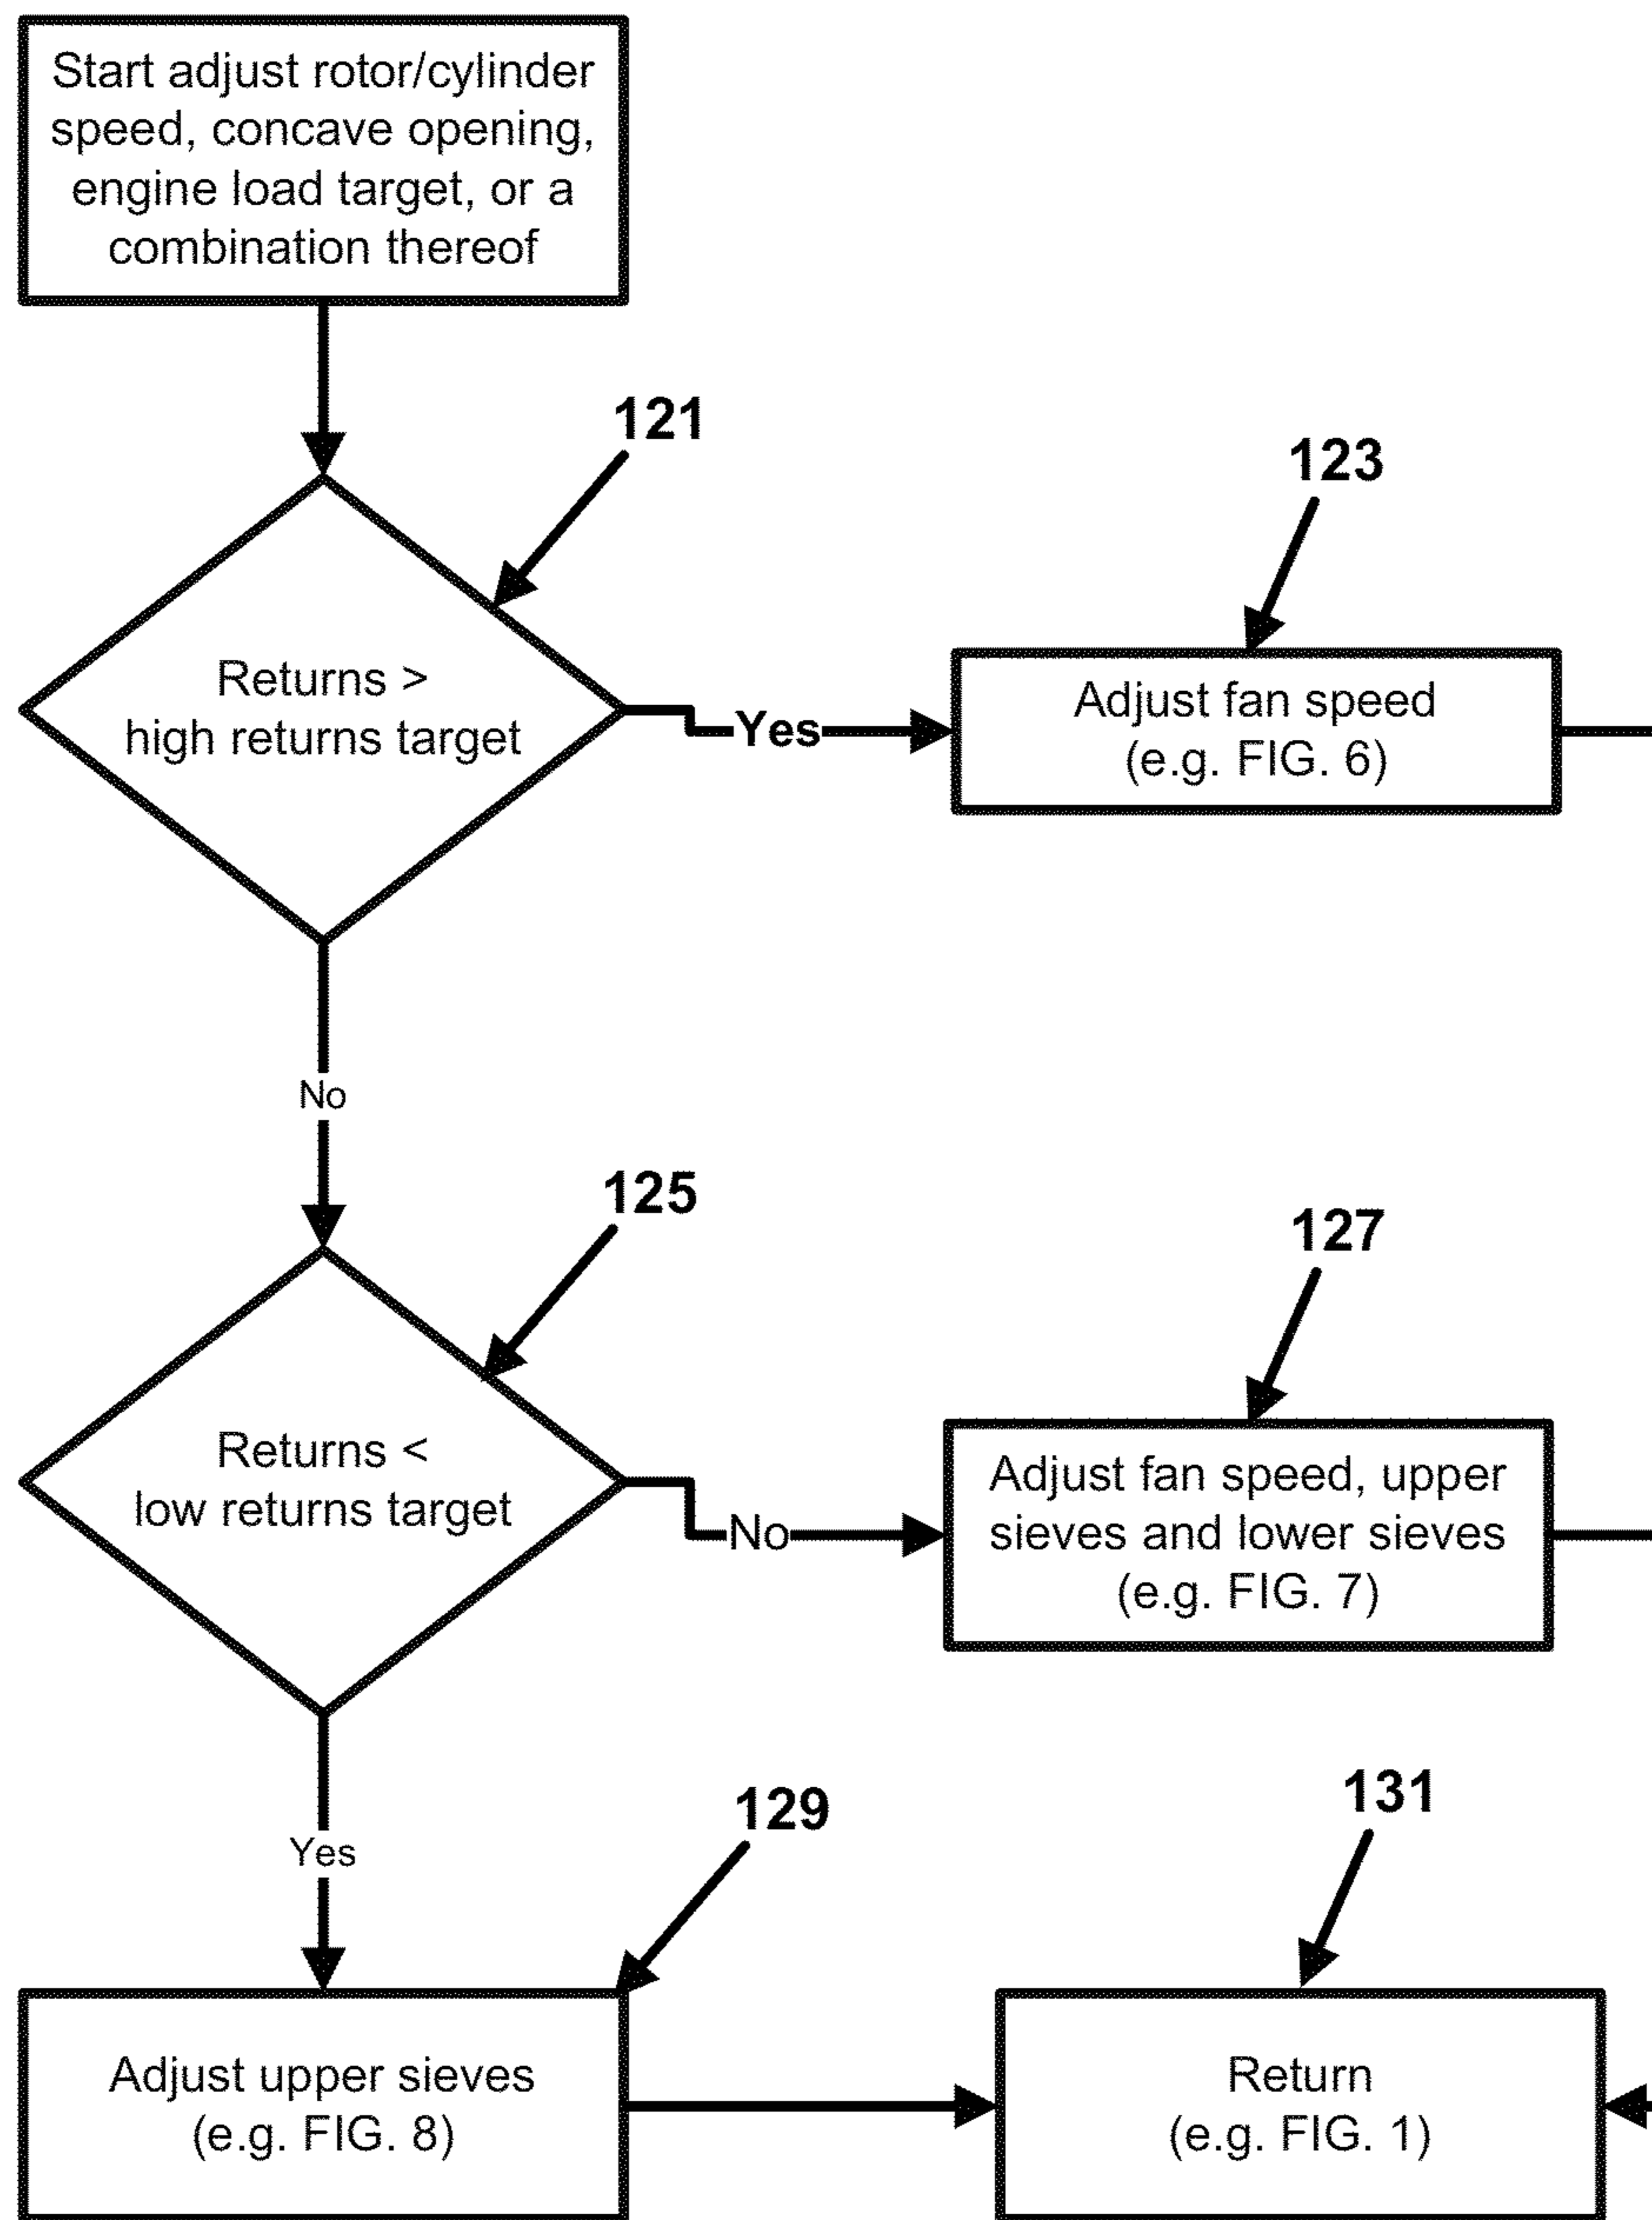 Start adjust rotor/cylinder
speed, concave opening,
engine load target, or a
combination thereof
121
123
Returns >
high returns target
Yes
Adjust fan speed
(e.g. FIG. 6)
No
125
127
Returns <
low returns target
No
Adjust fan speed, upper
sieves and lower sieves
(e.g. FIG. 7)
Yes
129
131
Adjust upper sieves
(e.g. FIG. 8)
Return
(e.g. FIG. 1)